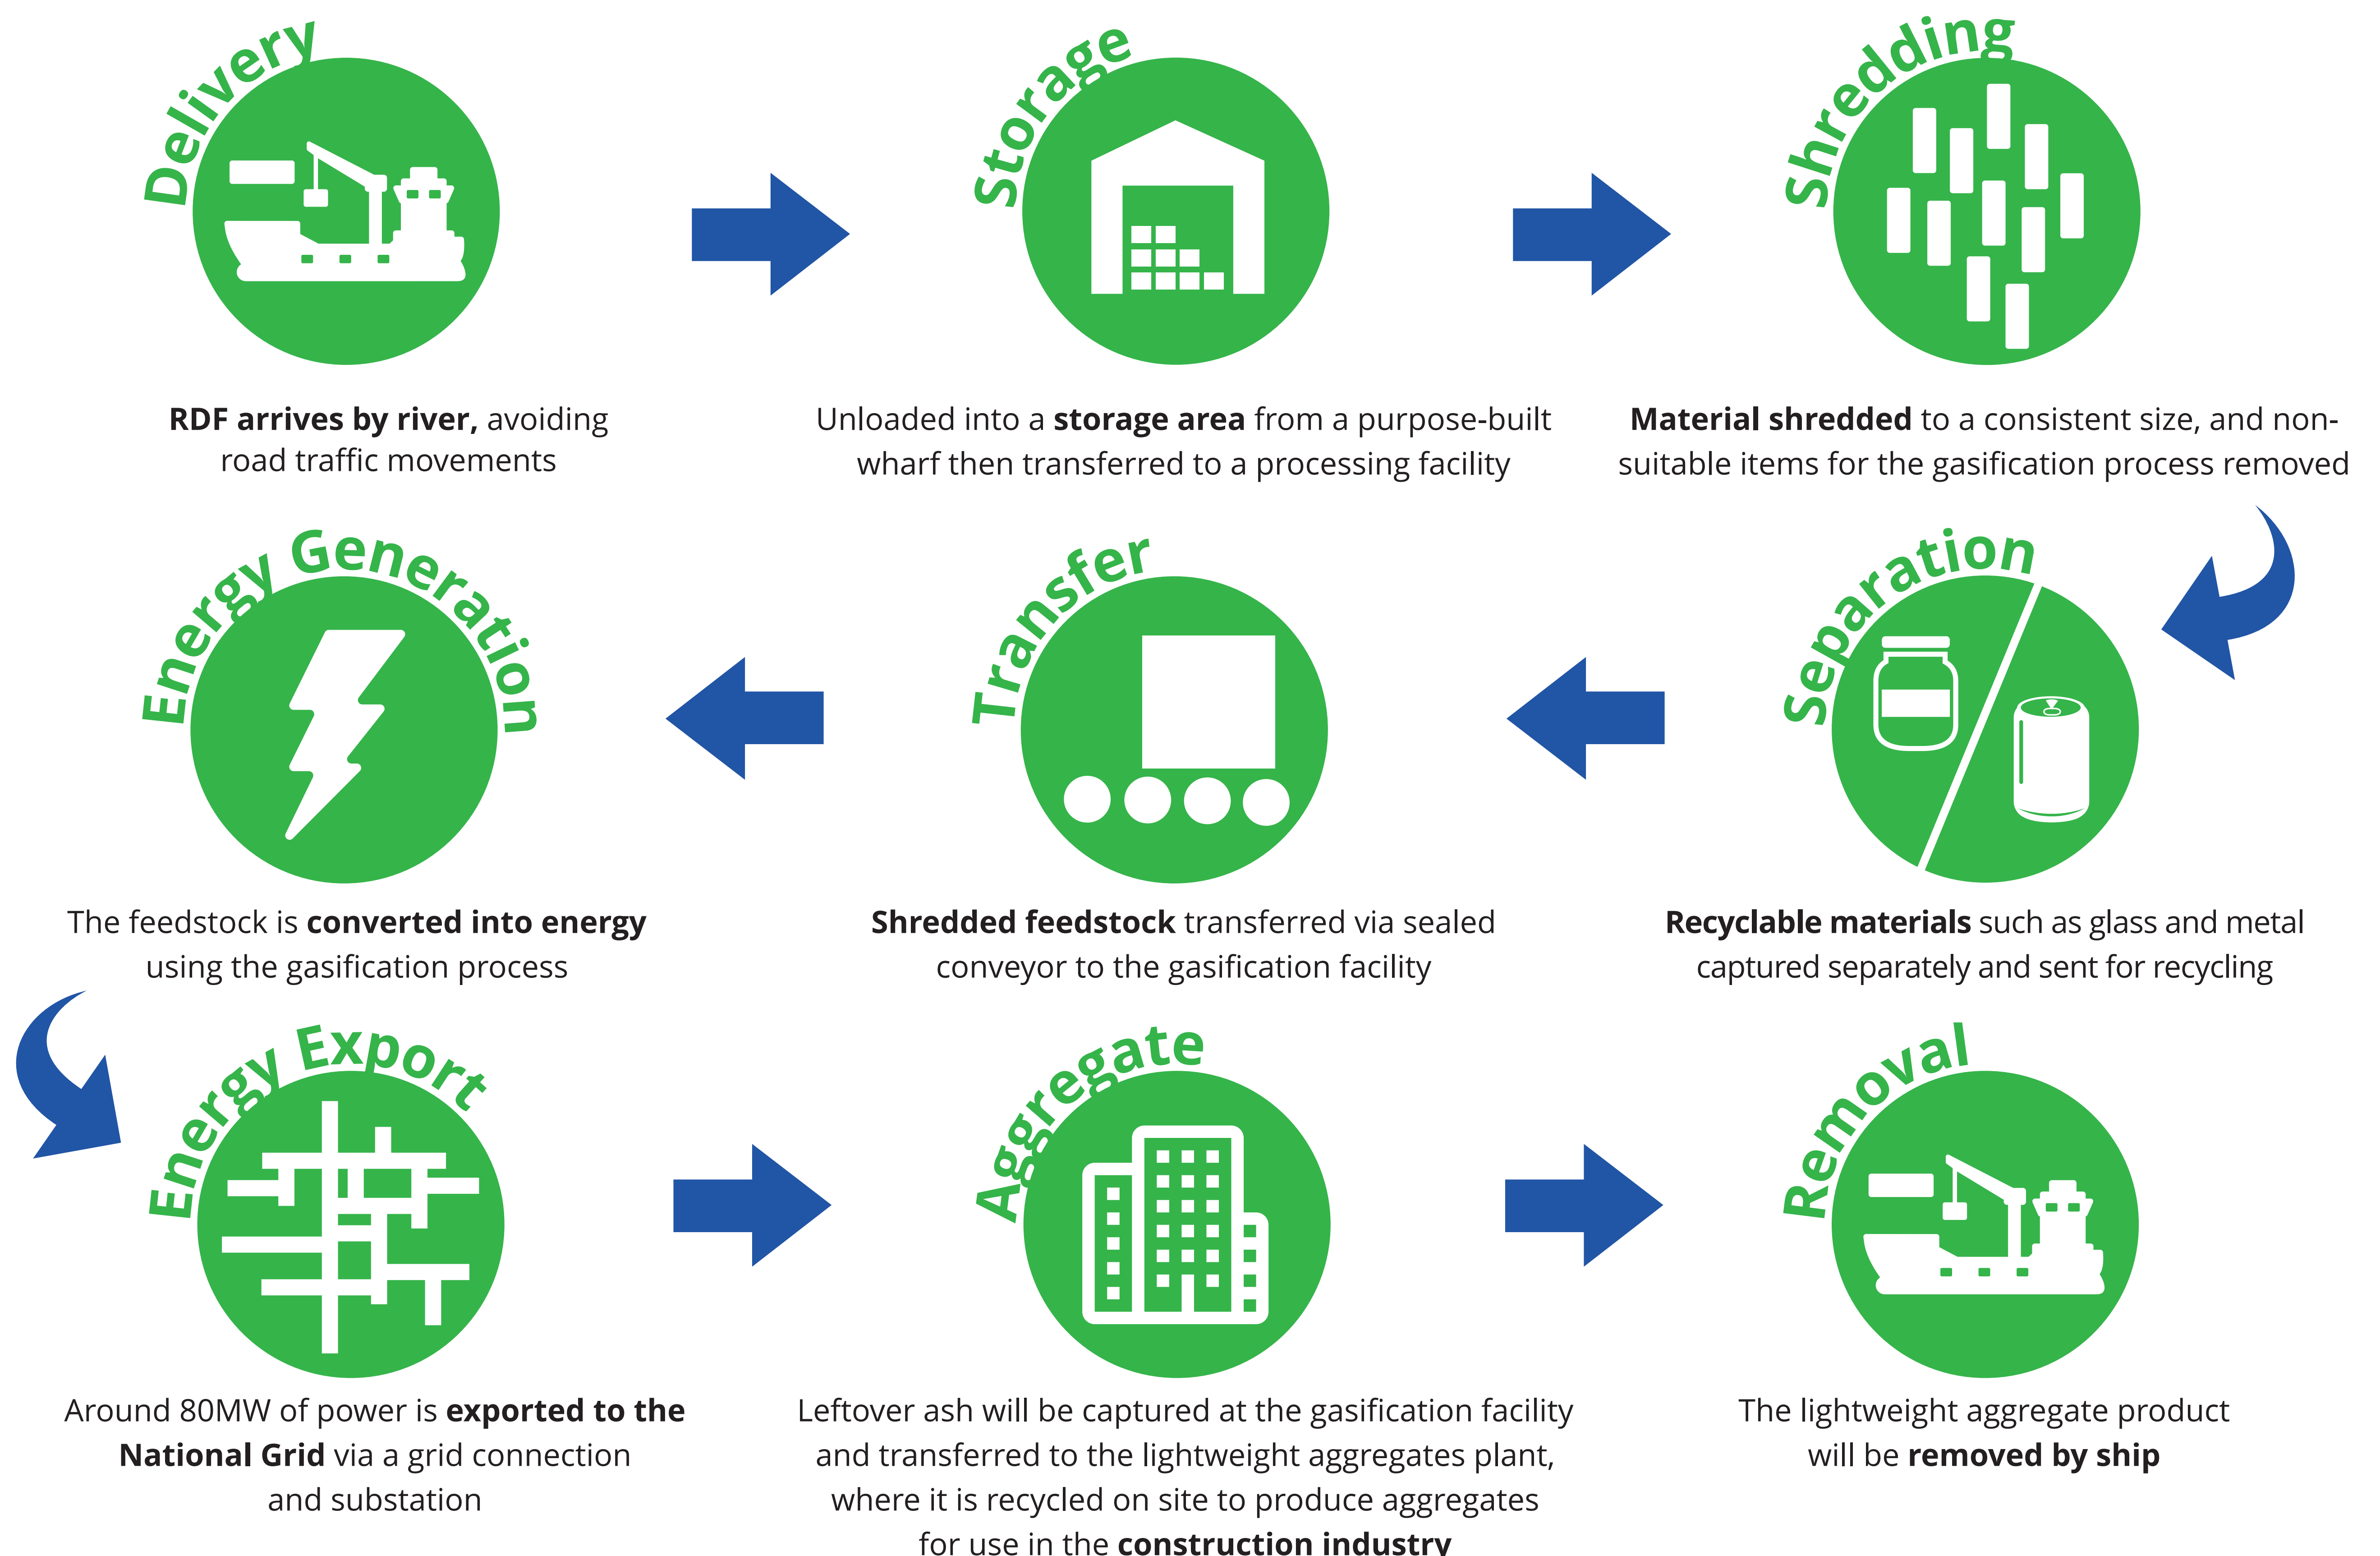 Delivery
RDF arrives by river, avoiding
road traffic movements
Storage
Unloaded into a storage area from a purpose-built
wharf then transferred to a processing facility
Shredding
Material shredded to a consistent size, and non-
suitable items for the gasification process removed
Separation
Recyclable materials such as glass and metal
captured separately and sent for recycling
Transfer
Shredded feedstock transferred via sealed
conveyor to the gasification facility
Energy Generation
The feedstock is converted into energy
using the gasification process
Energy Export
Around 80MW of power is exported to the
National Grid via a grid connection
and substation
Aggregate
Leftover ash will be captured at the gasification facility
and transferred to the lightweight aggregates plant,
where it is recycled on site to produce aggregates
for use in the construction industry
Removal
The lightweight aggregate product
will be removed by ship